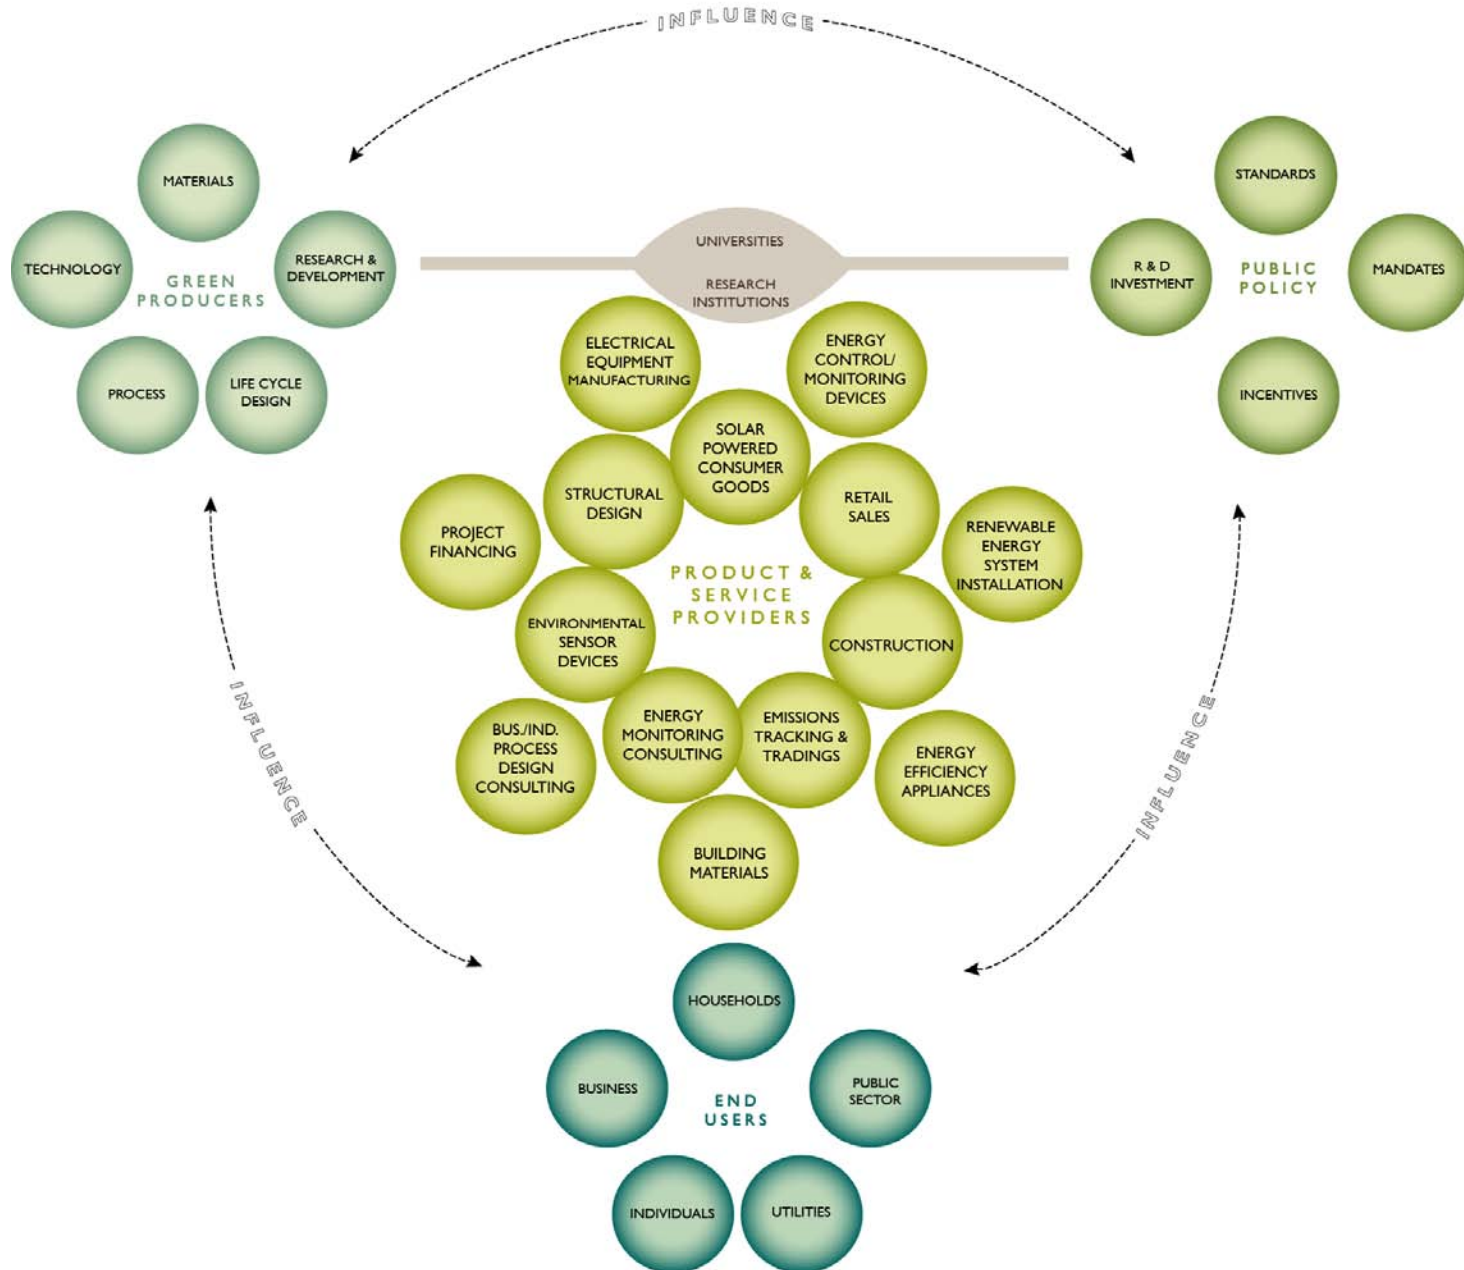 INFLUENCE
MATERIALS
TECHNOLOGY
RESEARCH &
DEVELOPMENT
GREEN
PRODUCERS
PROCESS
LIFE CYCLE
DESIGN
UNIVERSITIES
RESEARCH
INSTITUTIONS
STANDARDS
R & D
INVESTMENT
PUBLIC
POLICY
MANDATES
INCENTIVES
ELECTRICAL
EQUIPMENT
MANUFACTURING
ENERGY
CONTROL/
MONITORING
DEVICES
SOLAR
POWERED
CONSUMER
GOODS
STRUCTURAL
DESIGN
RETAIL
SALES
PROJECT
FINANCING
RENEWABLE
ENERGY
SYSTEM
INSTALLATION
PRODUCT &
SERVICE
PROVIDERS
ENVIRONMENTAL
SENSOR
DEVICES
CONSTRUCTION
BUS./IND.
PROCESS
DESIGN
CONSULTING
ENERGY
MONITORING
CONSULTING
EMISSIONS
TRACKING &
TRADINGS
ENERGY
EFFICIENCY
APPLIANCES
BUILDING
MATERIALS
INFLUENCE
INFLUENCE
HOUSEHOLDS
BUSINESS
PUBLIC
SECTOR
END
USERS
INDIVIDUALS
UTILITIES